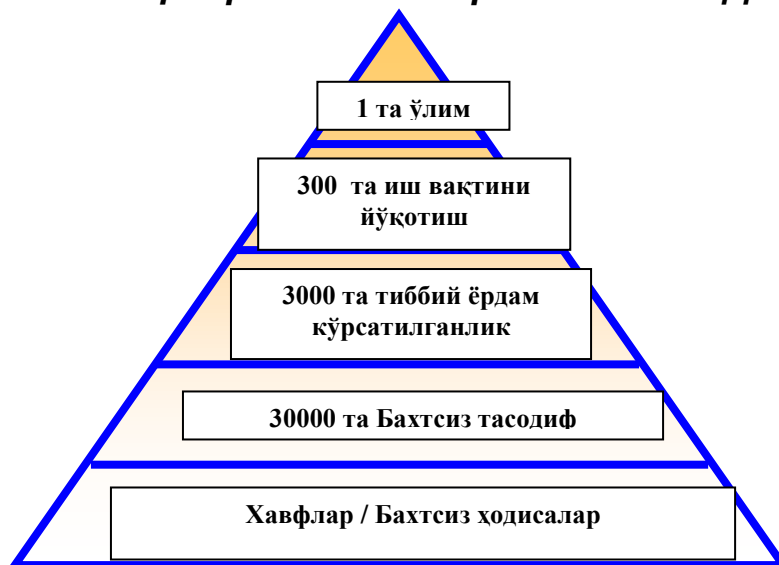 1 та ўлим
300 та иш вақтини
йўқотиш
3000 та тиббий ёрдам
кўрсатилганлик
30000 та Бахтсиз тасодиф
Хавфлар / Бахтсиз ҳодисалар